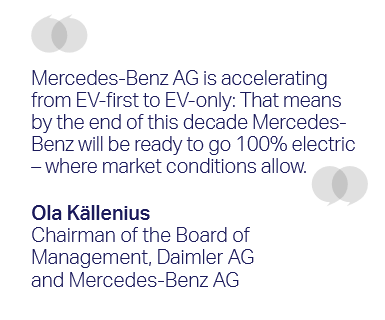 Mercedes-Benz AG is accelerating
from EV-first to EV-only: That means
by the end of this decade Mercedes-
Benz will be ready to go 100% electric
– where market conditions allow.
Ola Källenius
Chairman of the Board of
Management, Daimler AG
and Mercedes-Benz AG